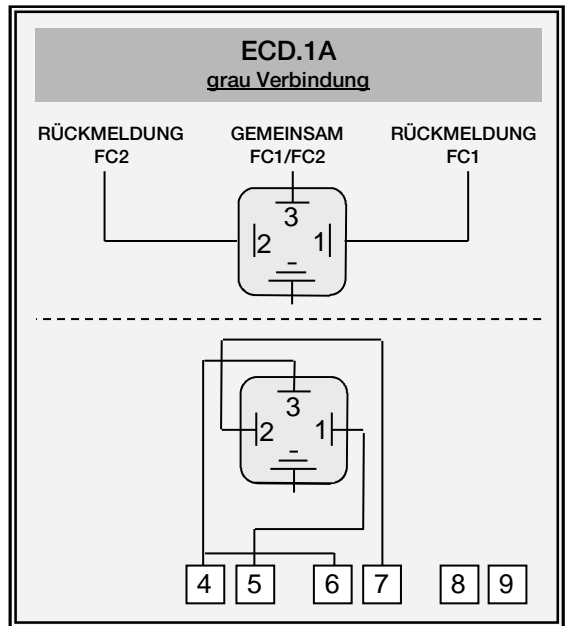 ECD.1A
grau Verbindung
RÜCKMELDUNG GEMEINSAM RÜCKMELDUNG
FC2 FC1/FC2 FC1
3
2 1
3
2 1
4 5 6 7 8 9